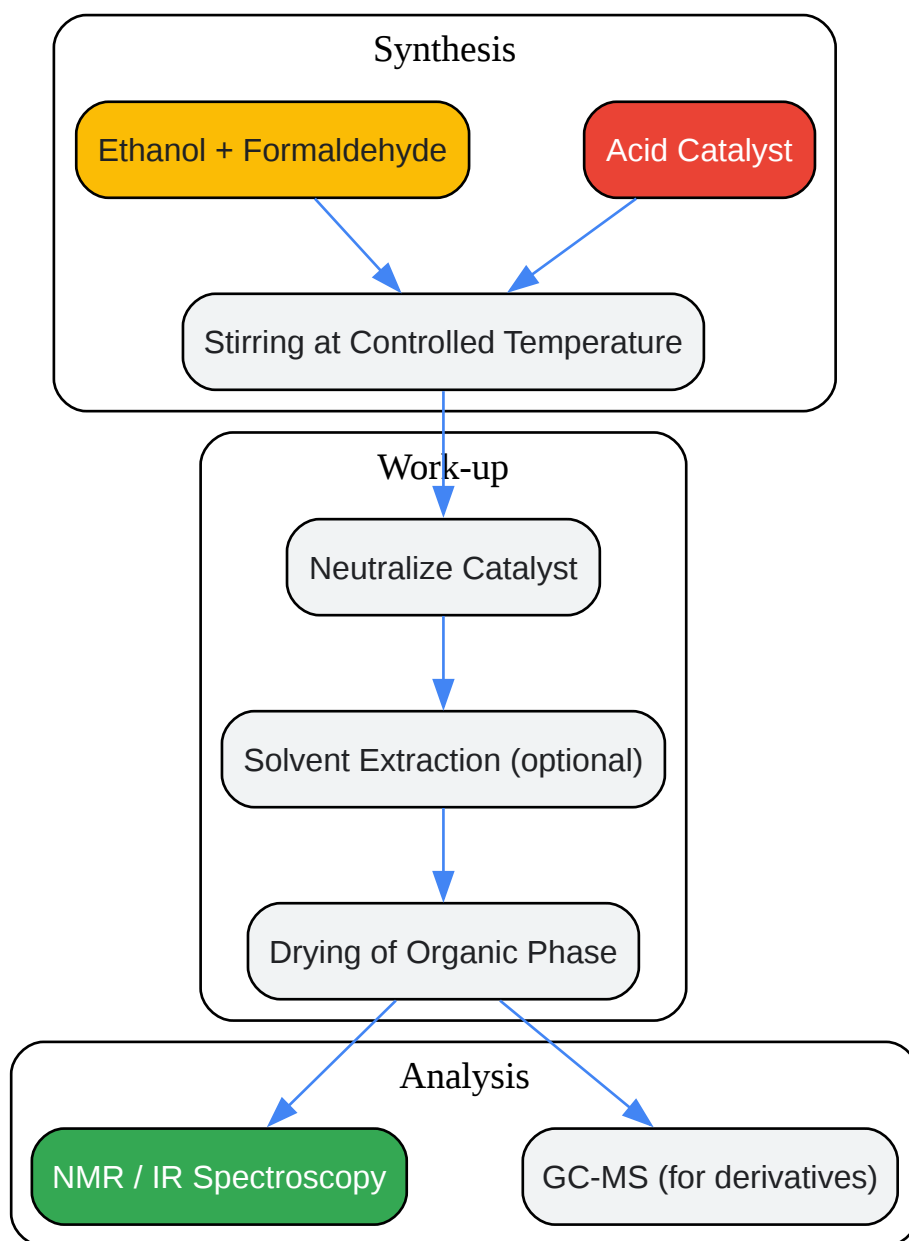 Synthesis
Ethanol + Formaldehyde
Acid Catalyst
Stirring at Controlled Temperature
Work-up
Neutralize Catalyst
Solvent Extraction (optional)
Drying of Organic Phase
Analysis
NMR / IR Spectroscopy
GC-MS (for derivatives)